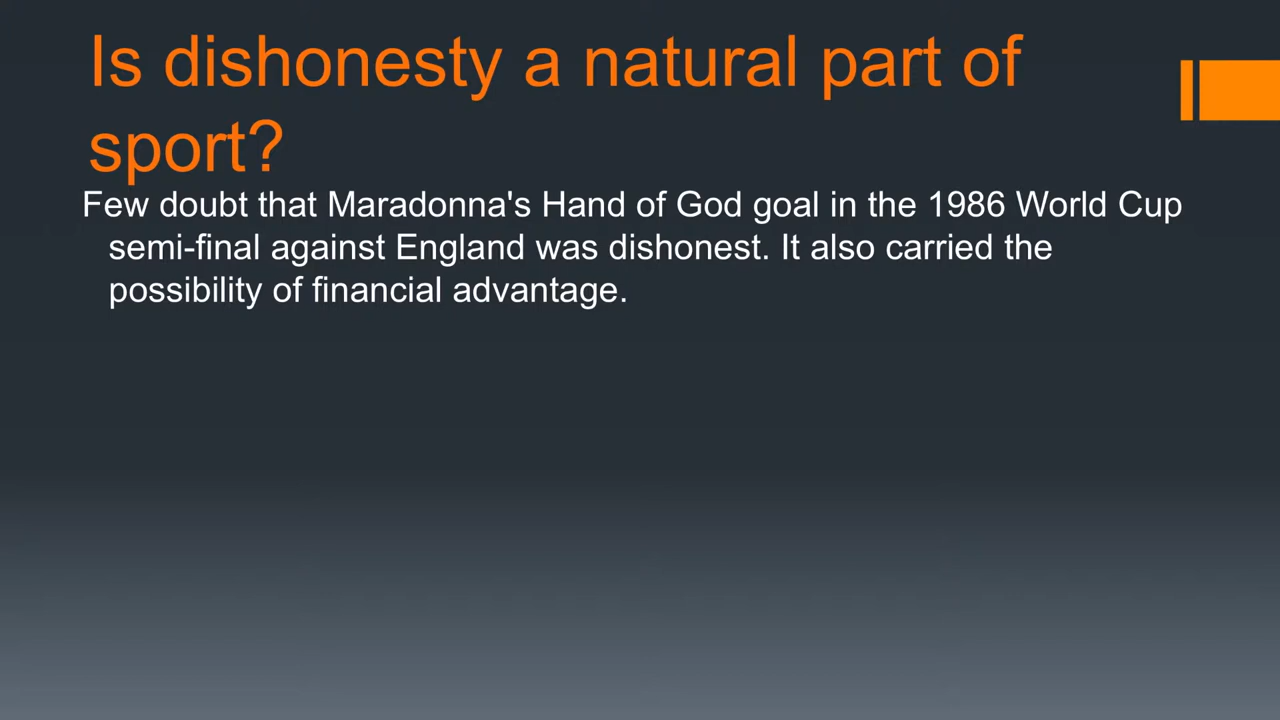 Is dishonesty a natural part of
sport?
Few doubt that Maradonna's Hand of God goal in the 1986 World Cup
semi-final against England was dishonest. It also carried the
possibility of financial advantage.